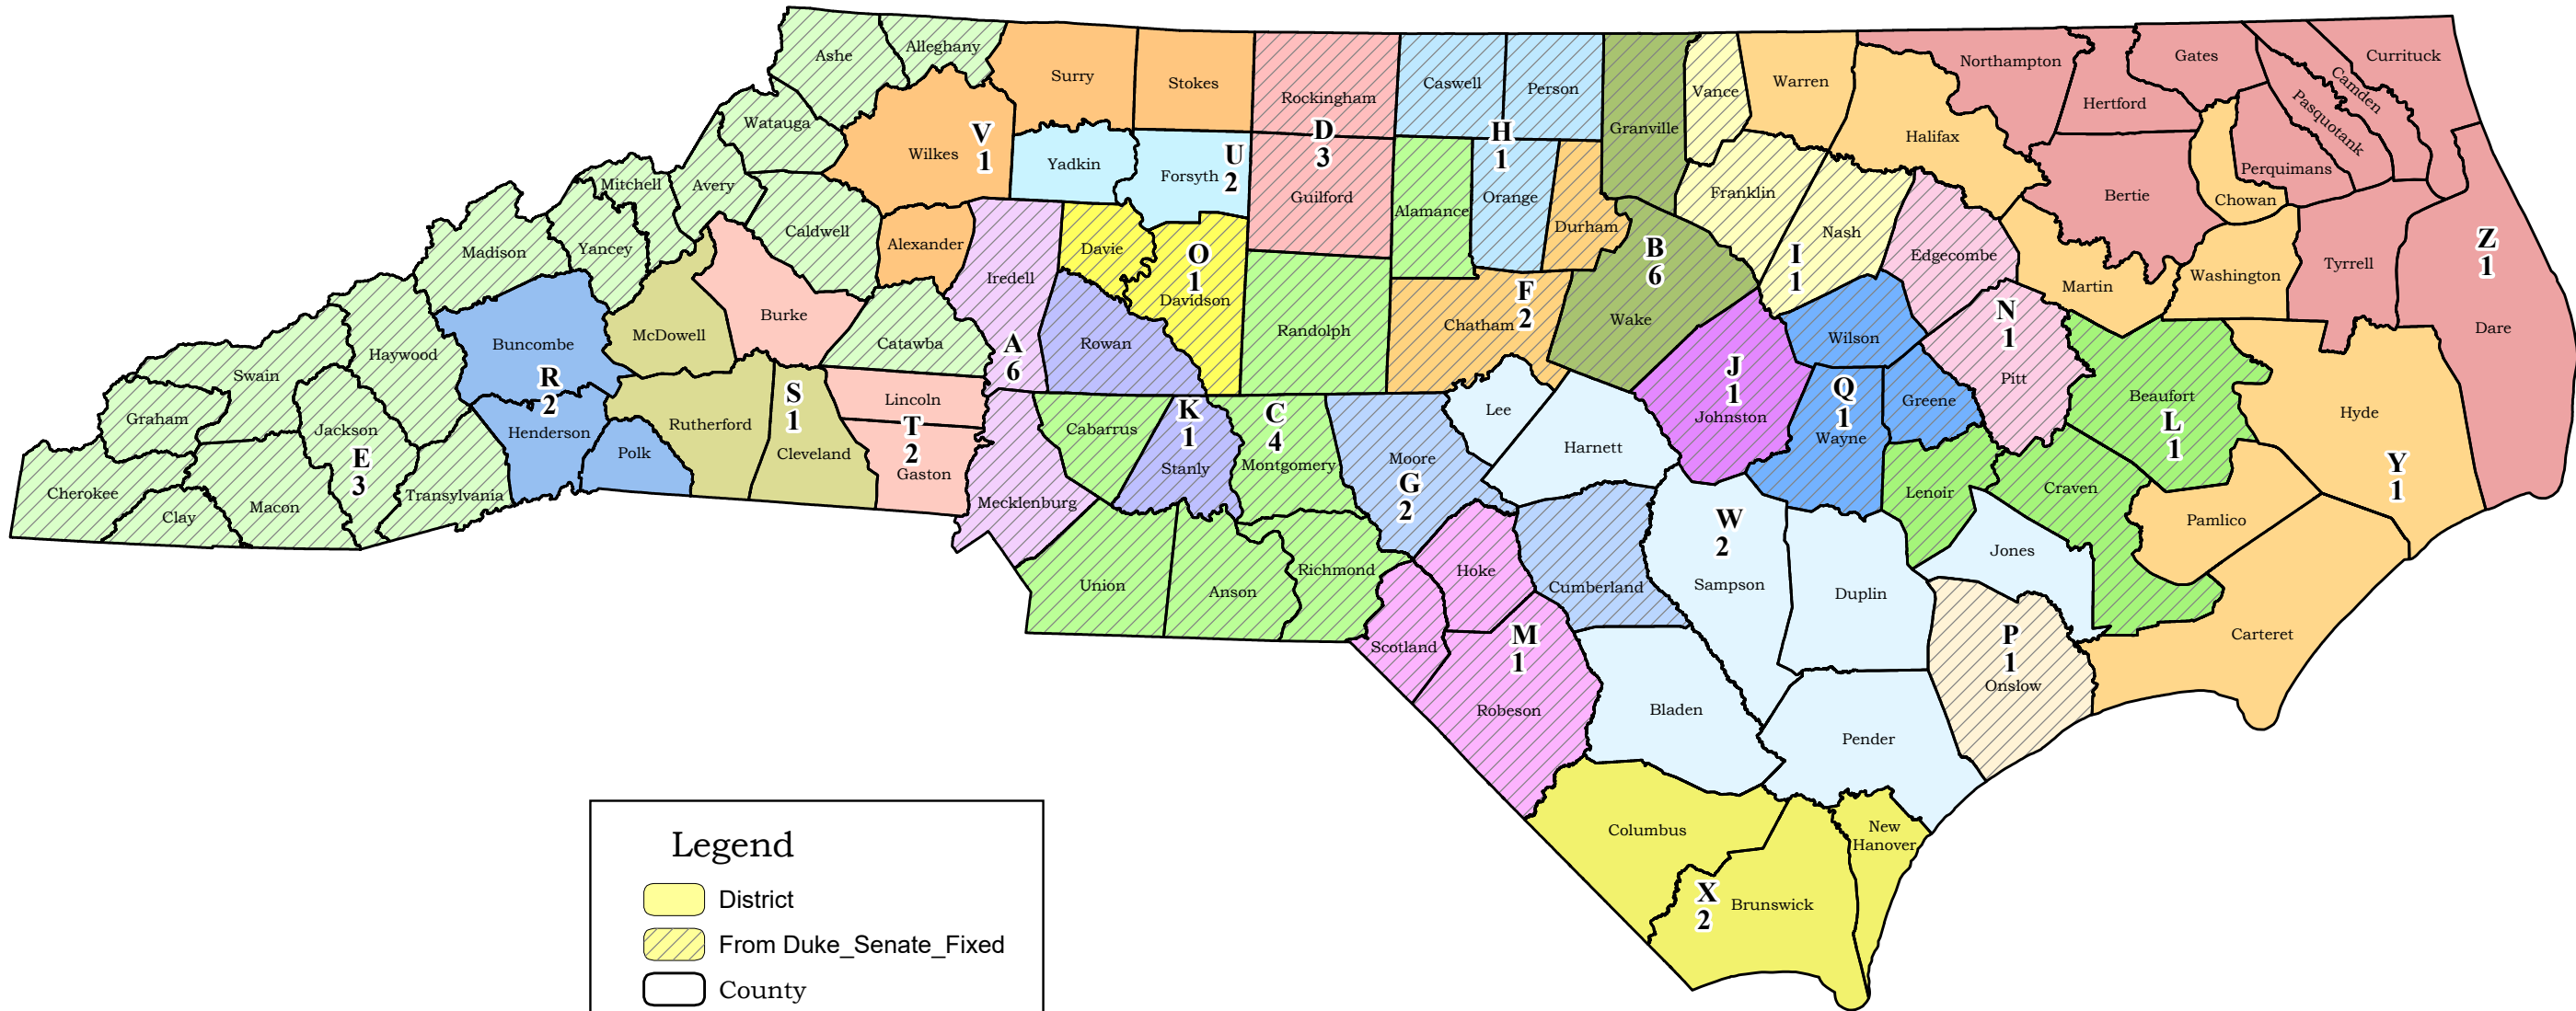 Ashe
Alleghany
Surry
Stokes
Rockingham
Caswell
Person
Granville
Vance
Warren
Northampton
Gates
Currituck
Camden
Hertford
Pasquotank
Halifax
Watauga
Wilkes
V
1
Yadkin
Forsyth
U
2
D
3
H
1
Guilford
Alamance
Orange
Durham
Franklin
Nash
I
1
Edgecombe
Bertie
Perquimans
Chowan
Mitchell
Avery
Caldwell
Alexander
Iredell
Davie
O
1
Davidson
Madison
Yancey
B
6
Wake
Martin
Washington
Tyrrell
Z
1
Dare
Buncombe
McDowell
Burke
Catawba
A
6
Rowan
Randolph
Chatham
F
2
Wilson
N
1
Pitt
Haywood
Swain
R
2
Graham
Jackson
E
3
Henderson
Polk
Rutherford
S
1
Cleveland
Lincoln
T
2
Gaston
Cabarrus
K
1
Stanly
C
4
Montgomery
Moore
G
2
Lee
Harnett
J
1
Johnston
Q
1
Wayne
Greene
Beaufort
L
1
Hyde
Y
1
Cherokee
Clay
Macon
Transylvania
Mecklenburg
Lenoir
Craven
Pamlico
Union
Anson
Richmond
Hoke
Cumberland
W
2
Sampson
Duplin
Jones
Scotland
M
1
Robeson
Bladen
P
1
Onslow
Carteret
Pender
Columbus
New
Hanover
X
2
Brunswick
Legend
District
From Duke_Senate_Fixed
County